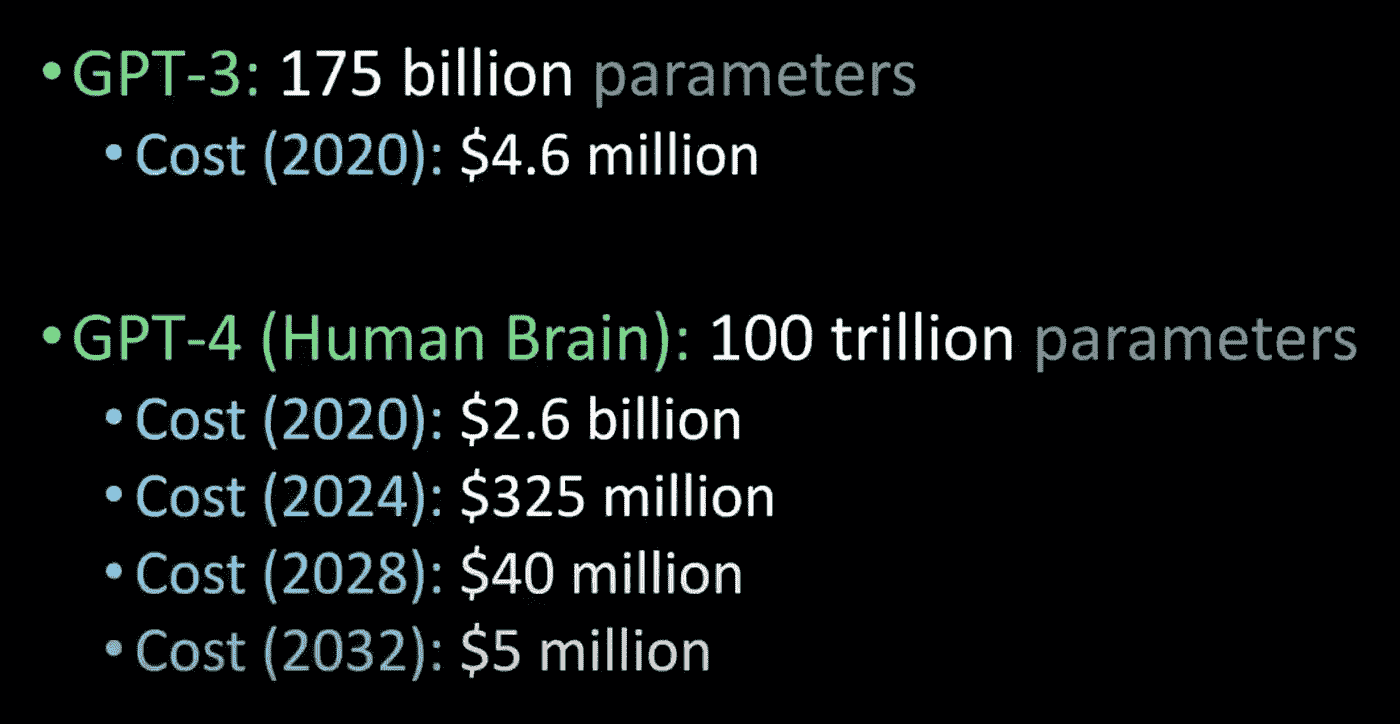 •GPT-3: 175 billion parameters
•Cost (2020): $4.6 million
•GPT-4 (Human Brain): 100 trillion parameters
•Cost (2020): $2.6 billion
•Cost (2024): $325 million
•Cost (2028): $40 million
•Cost (2032): $5 million